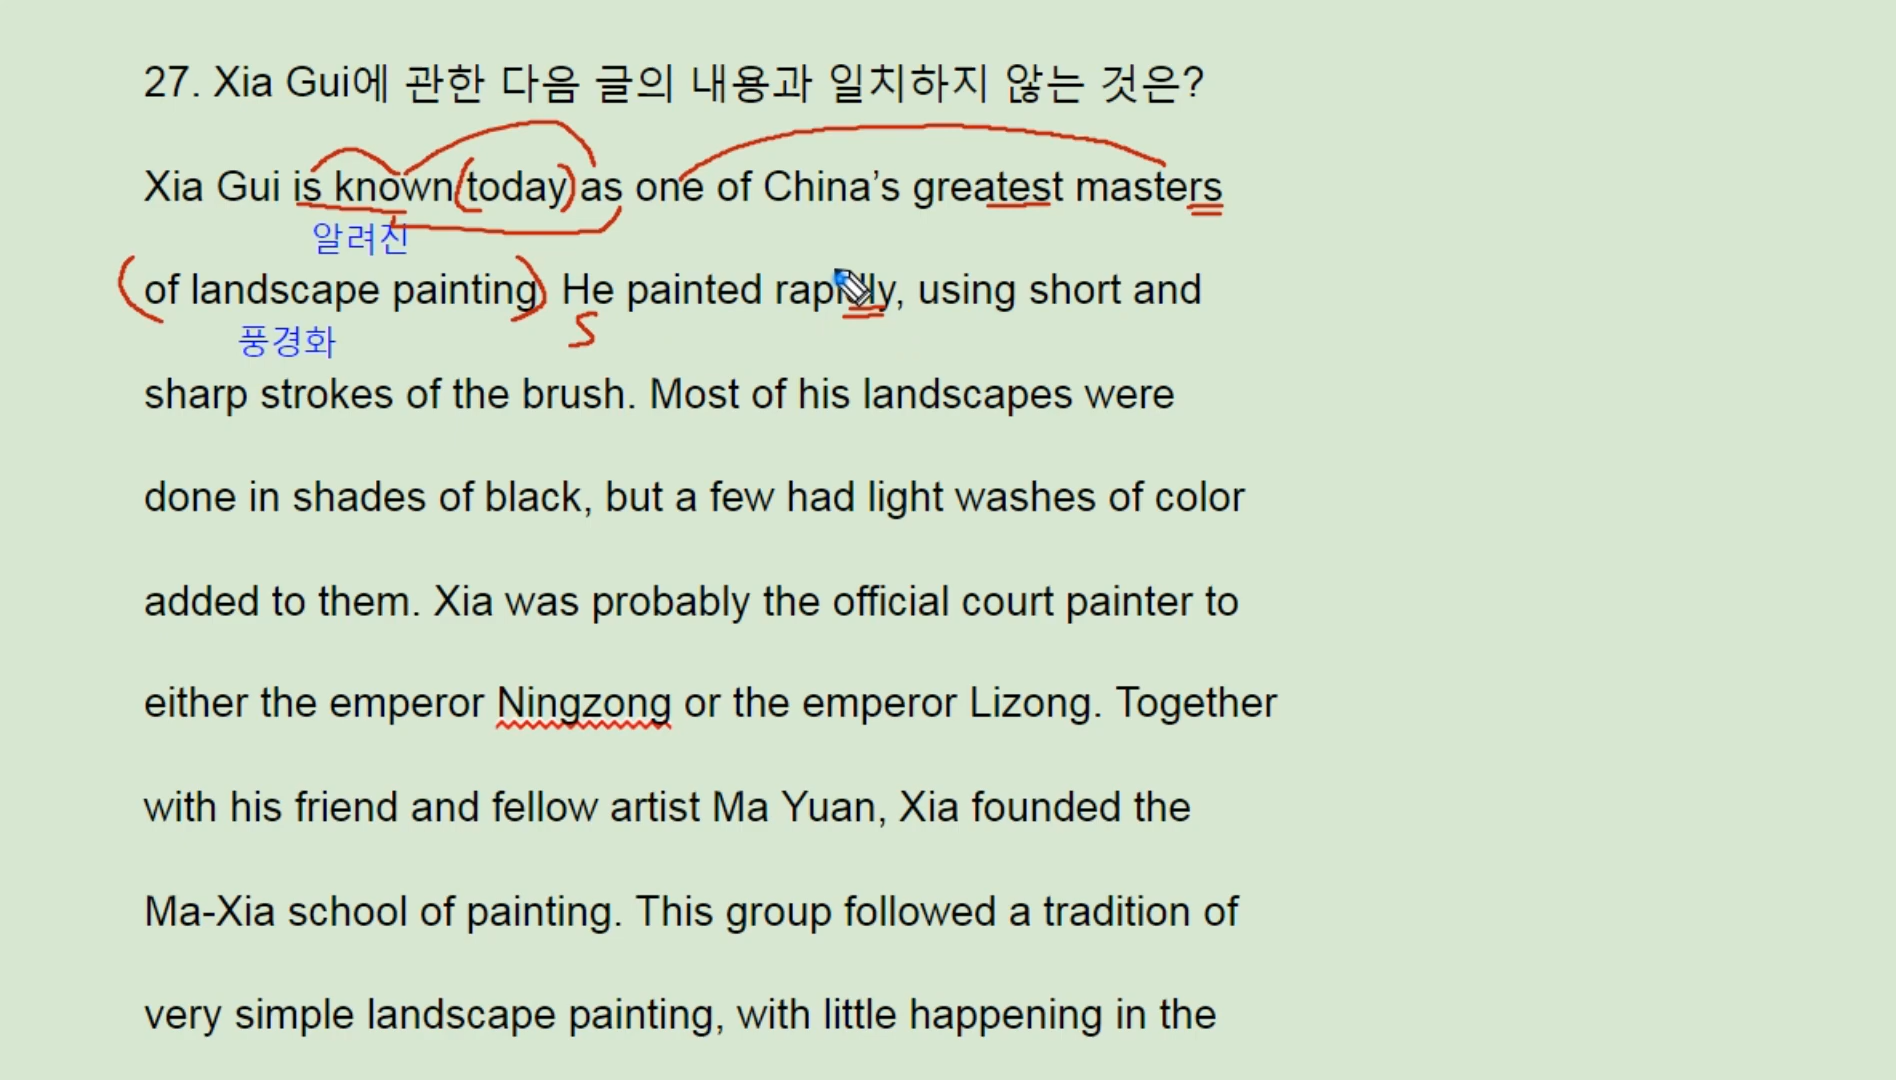 27. Xia Gui에 관한 다음 글의 내용과 일치하지 않는 것은?
Xia Gui is known (today) as one of China's greatest masters
알려진
(of landscape painting) He painted rapidly, using short and
S
풍경화
sharp strokes of the brush. Most of his landscapes were
done in shades of black, but a few had light washes of color
added to them. Xia was probably the official court painter to
either the emperor Ningzong or the emperor Lizong. Together
with his friend and fellow artist Ma Yuan, Xia founded the
Ma-Xia school of painting. This group followed a tradition of
very simple landscape painting, with little happening in the